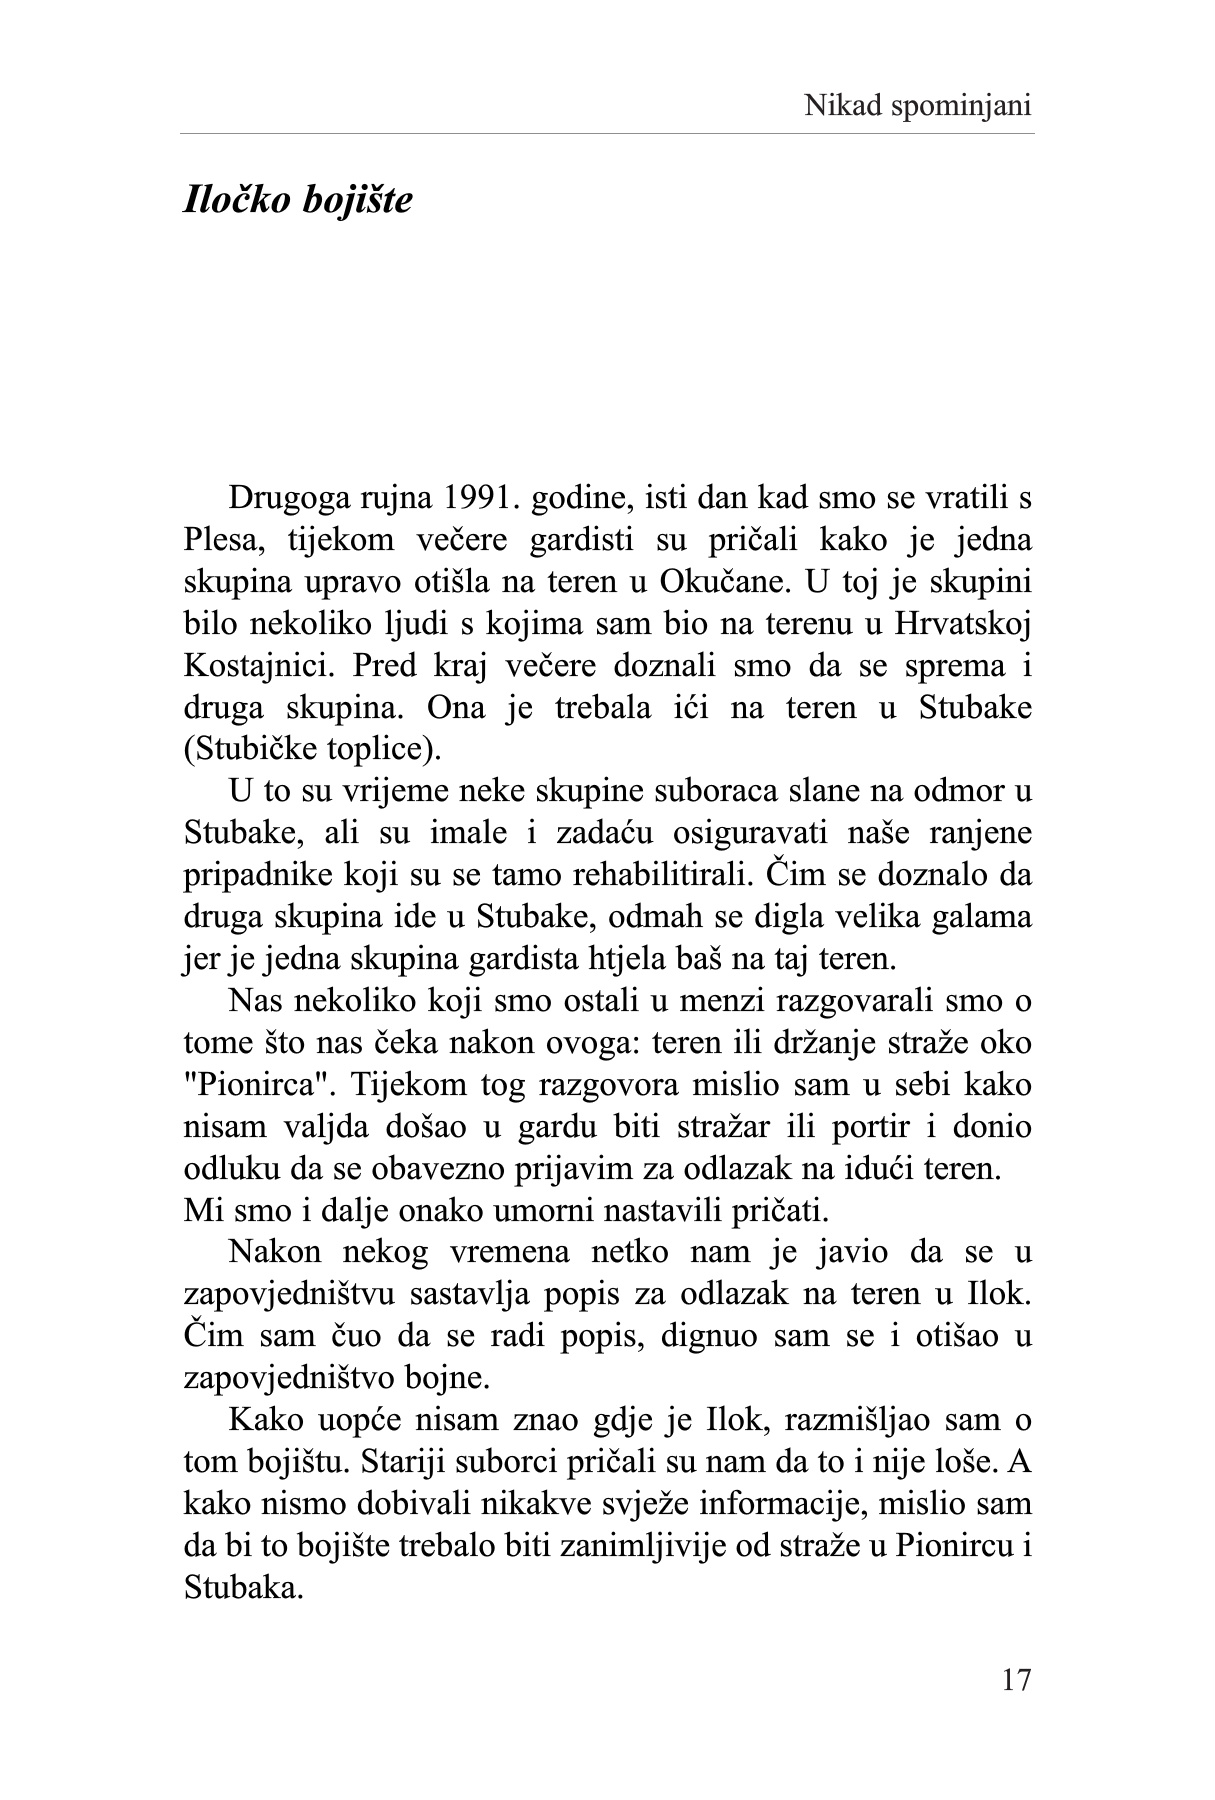 Nikad spominjani
Iločko bojište
Drugoga rujna 1991. godine, isti dan kad smo se vratili s
Plesa, tijekom večere gardisti su pričali kako je jedna
skupina upravo otišla na teren u Okučane. U toj je skupini
bilo nekoliko ljudi s kojima sam bio na terenu u Hrvatskoj
Kostajnici. Pred kraj večere doznali smo da se sprema i
druga skupina. Ona je trebala ići na teren u Stubake
(Stubičke toplice).
U to su vrijeme neke skupine suboraca slane na odmor u
Stubake, ali su imale i zadaću osiguravati naše ranjene
pripadnike koji su se tamo rehabilitirali. Čim se doznalo da
druga skupina ide u Stubake, odmah se digla velika galama
jer je jedna skupina gardista htjela baš na taj teren.
Nas nekoliko koji smo ostali u menzi razgovarali smo o
tome što nas čeka nakon ovoga: teren ili držanje straže oko
"Pionirca". Tijekom tog razgovora mislio sam u sebi kako
nisam valjda došao u gardu biti stražar ili portir i donio
odluku da se obavezno prijavim za odlazak na idući teren.
Mi smo i dalje onako umorni nastavili pričati.
Nakon nekog vremena netko nam je javio da se u
zapovjedništvu sastavlja popis za odlazak na teren u Ilok.
Čim sam čuo da se radi popis, dignuo sam se i otišao u
zapovjedništvo bojne.
Kako uopće nisam znao gdje je Ilok, razmišljao sam o
tom bojištu. Stariji suborci pričali su nam da to i nije loše. A
kako nismo dobivali nikakve svježe informacije, mislio sam
da bi to bojište trebalo biti zanimljivije od straže u Pionircu i
Stubaka.
17